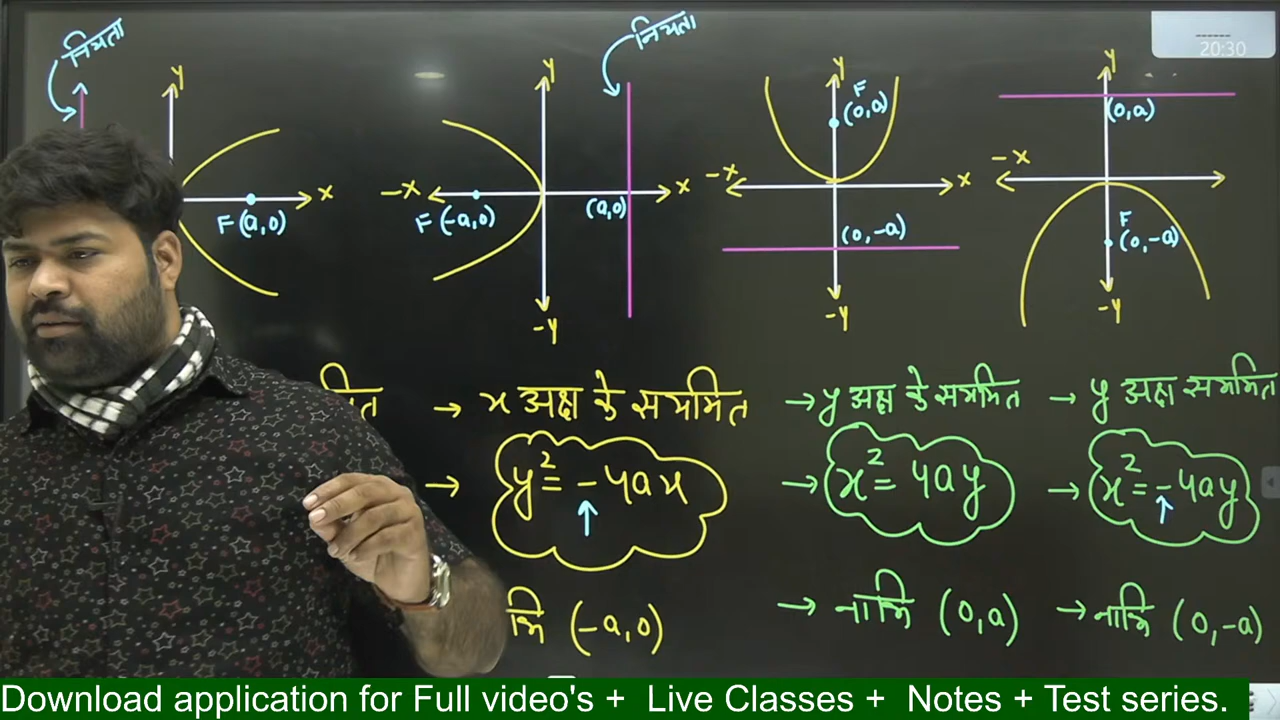 नियता
नियता
20:30
y
y
y
y
F
(0,a)
(0,a)
-x
-x
x
-x
x
x
F (a,0)
F (-a,0)
(a,0)
(0,-a)
F
(0,-a)
-y
-y
-y
→ x अक्ष के सममित
→ y अक्ष के सममित
→ y अक्ष सममित
→ y² = -4ax
→ x² = 4ay
→ x² = -4ay
(-a,0)
→ नाभि (0,a)
→ नाभि (0,-a)
Download application for Full video's + Live Classes + Notes + Test series.